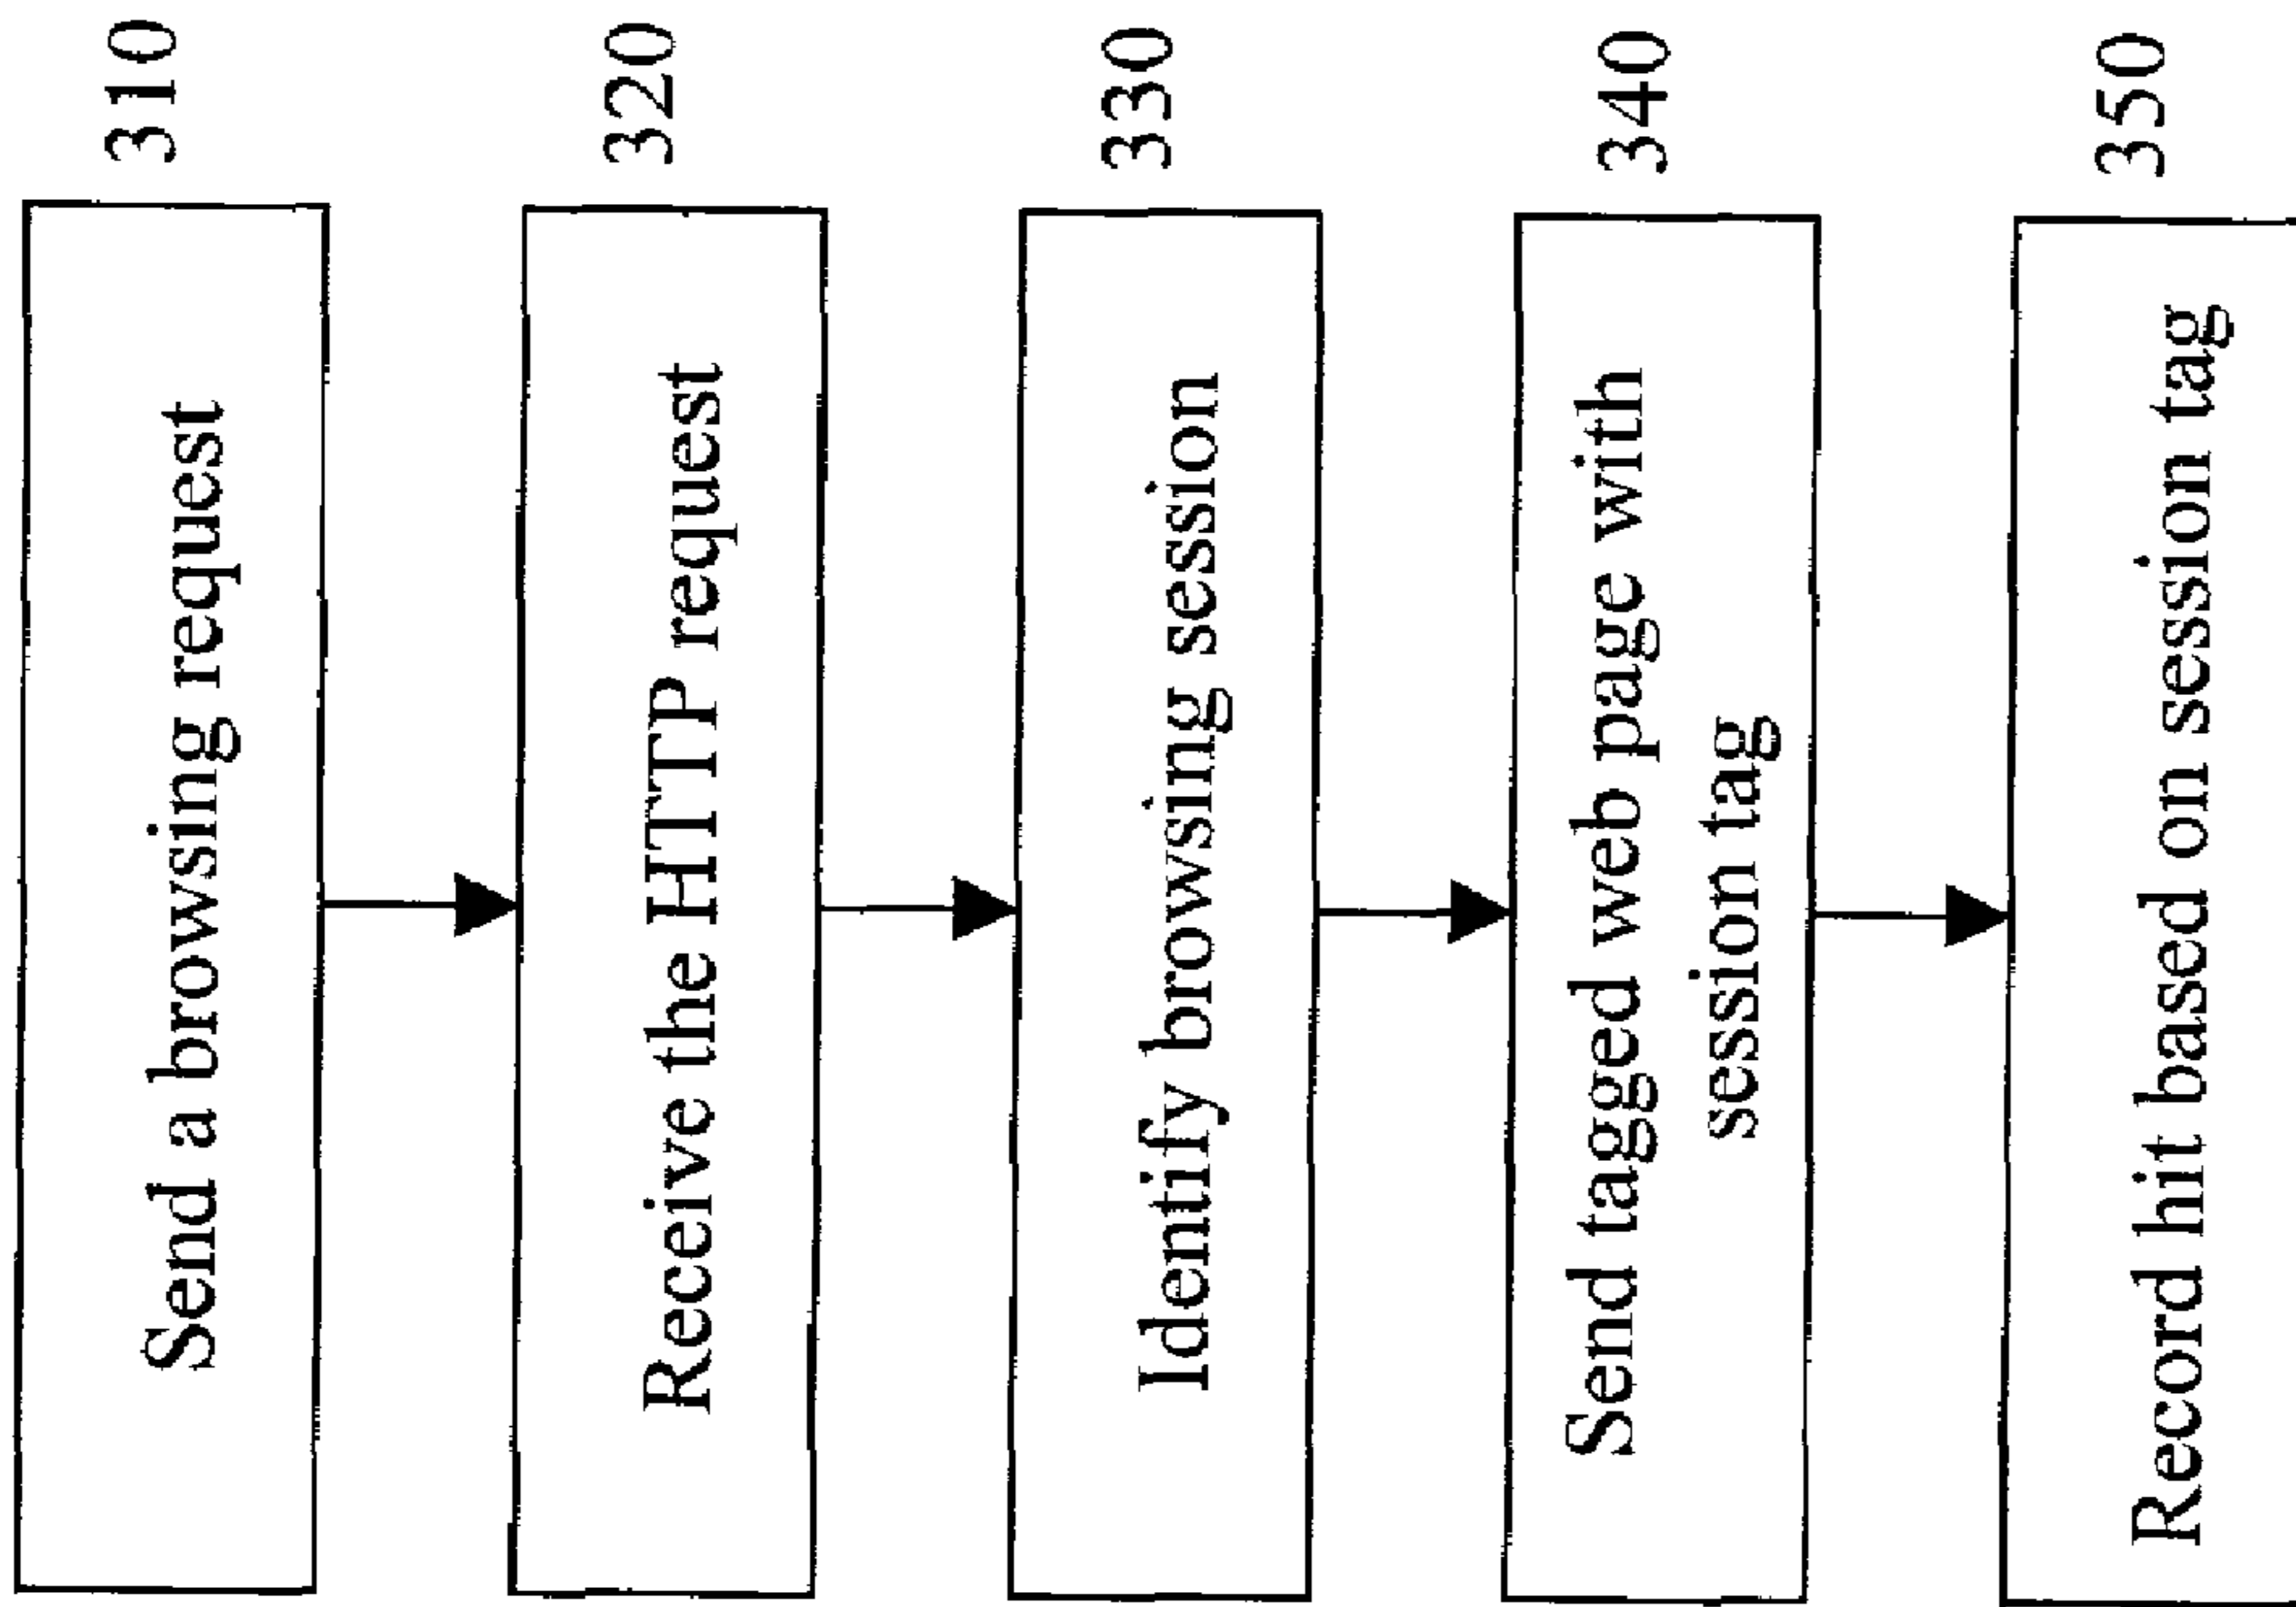 310
Send a browsing request
320
Receive the HTTP request
330
Identify browsing session
340
Send tagged web page with
session tag
350
Record hit based on session tag